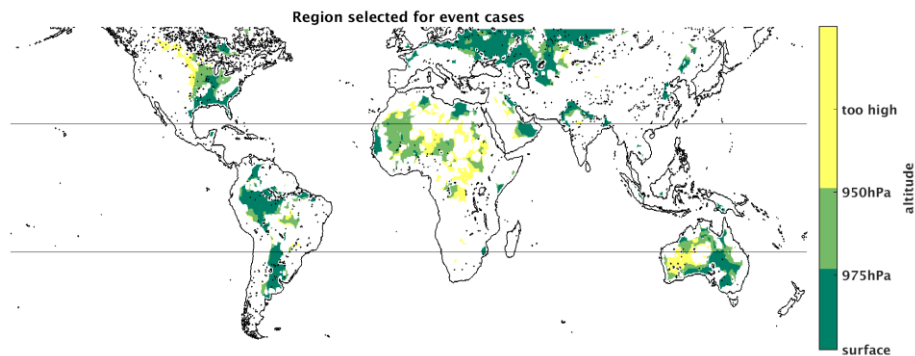 Region selected for event cases
too high
950hPa
975hPa
surface
altitude